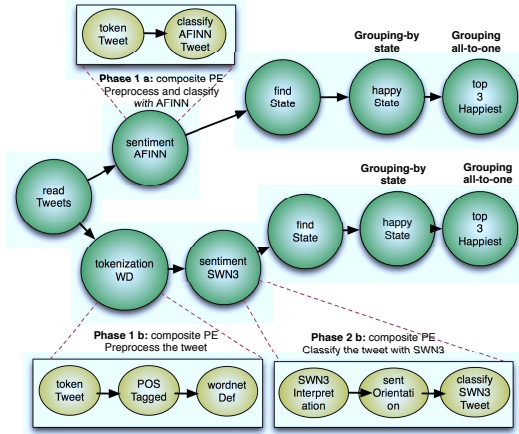 token
Tweet
classify
AFINN
Tweet
Phase 1 a: composite PE
Preprocess and classify
with AFINN
Grouping-by
state
Grouping
all-to-one
find
State
happy
State
top
3
Happiest
sentiment
AFINN
read
Tweets
Grouping-by
state
Grouping
all-to-one
find
State
happy
State
top
3
Happiest
tokenization
WD
sentiment
SWN3
Phase 1 b: composite PE
Preprocess the tweet
Phase 2 b: composite PE
Classify the tweet with SWN3
token
Tweet
POS
Tagged
wordnet
Def
SWN3
Interpret
ation
sent
Orientati
on
classify
SWN3
Tweet